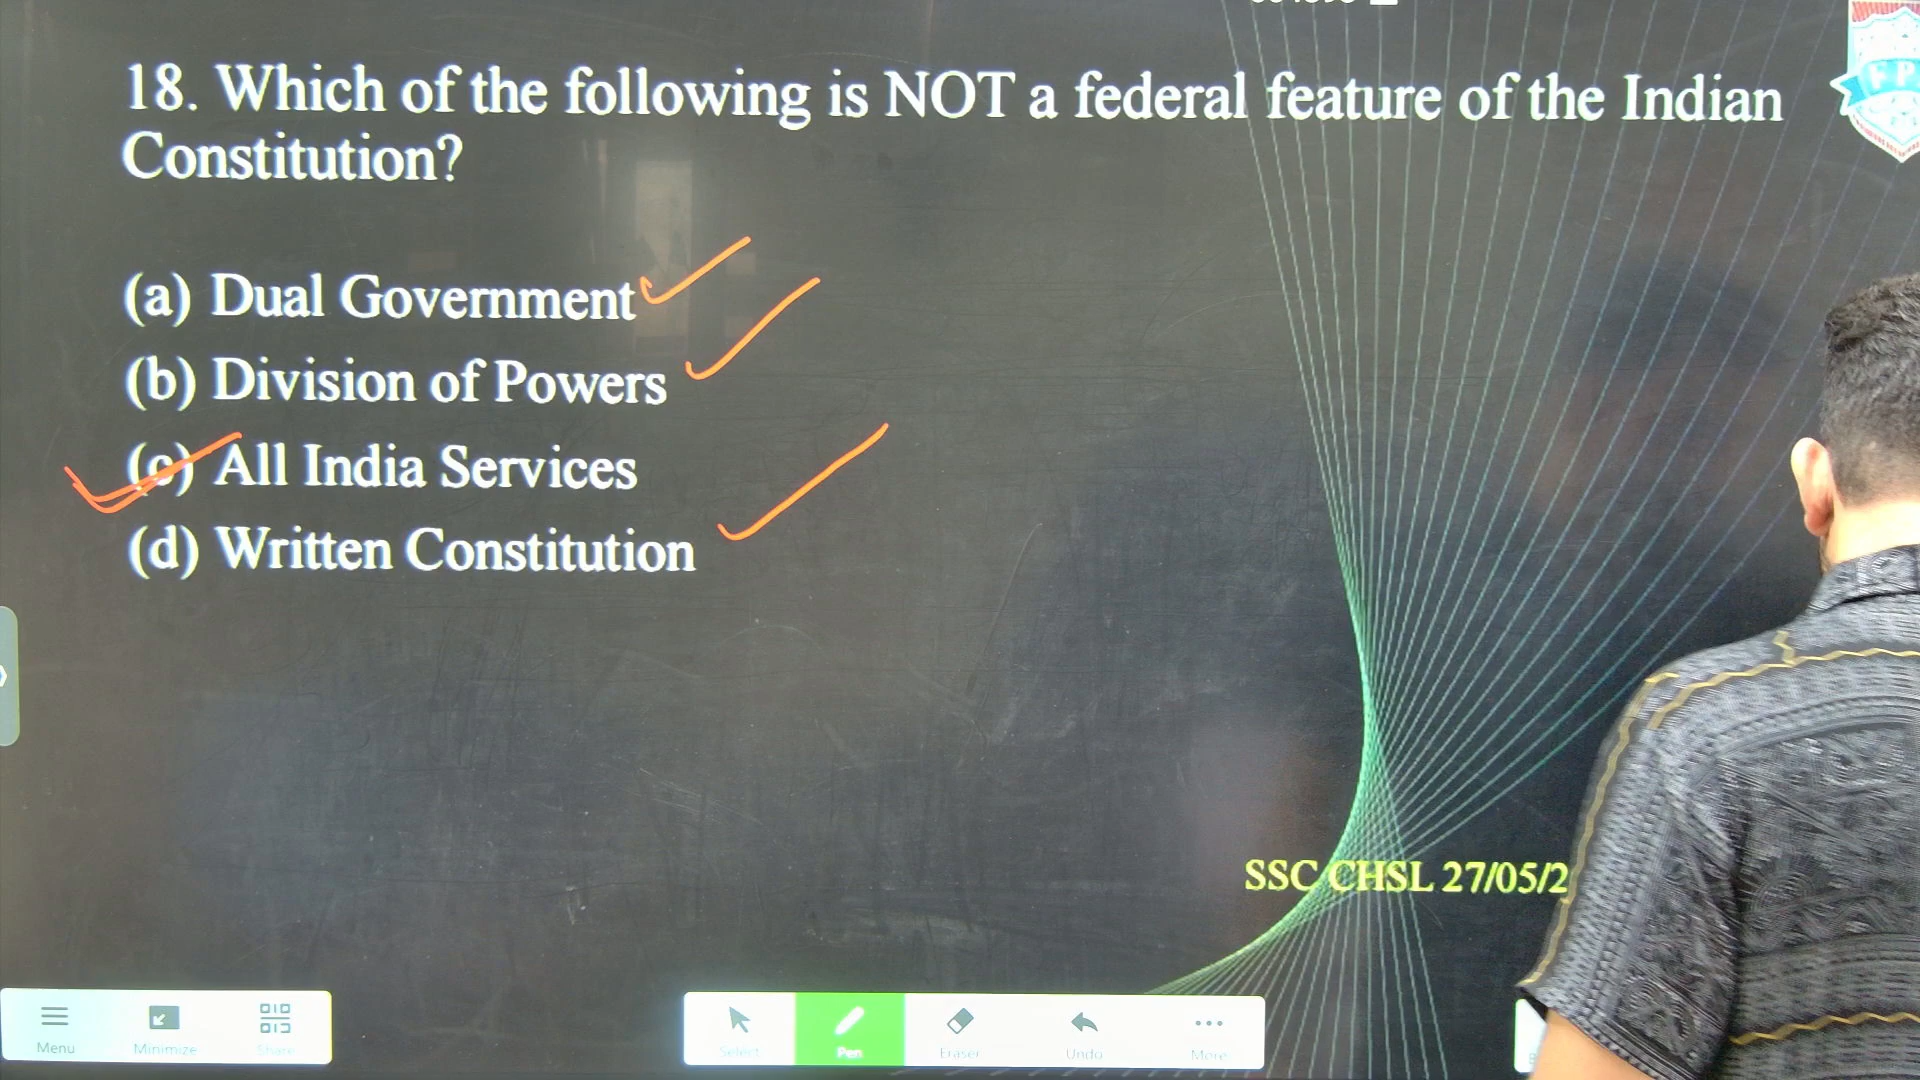 18. Which of the following is NOT a federal feature of the Indian
Constitution?
(a) Dual Government
(b) Division of Powers
(c) All India Services
(d) Written Constitution
SSC CHSL 27/05/2
Menu
Minimize
Share
Select
Pen
Eraser
Undo
More
F P